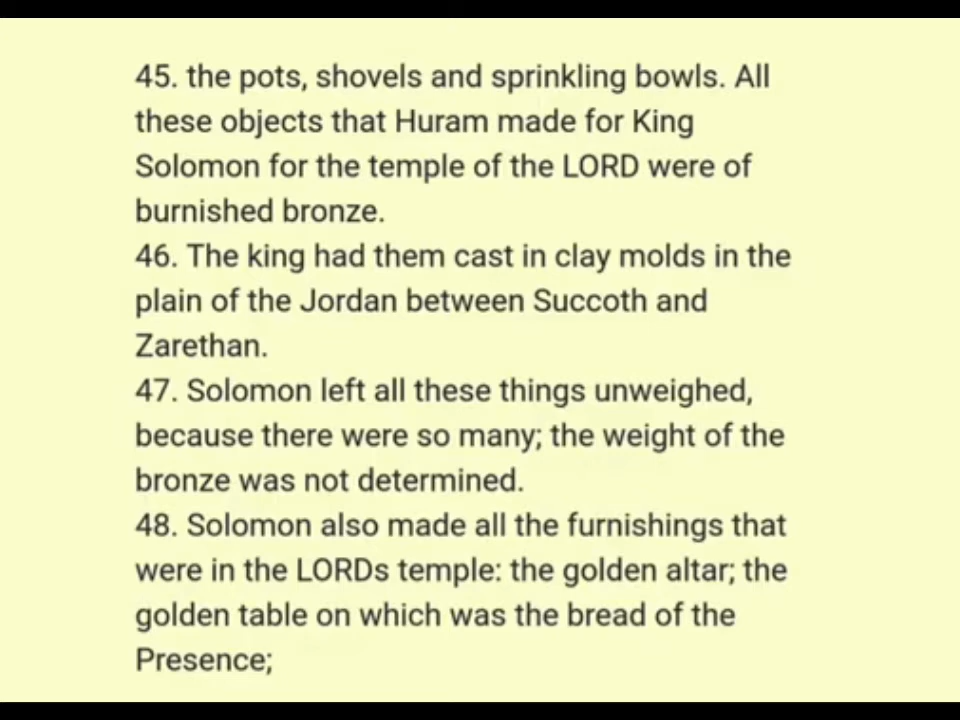 45. the pots, shovels and sprinkling bowls. All
these objects that Huram made for King
Solomon for the temple of the LORD were of
burnished bronze.
46. The king had them cast in clay molds in the
plain of the Jordan between Succoth and
Zarethan.
47. Solomon left all these things unweighed,
because there were so many; the weight of the
bronze was not determined.
48. Solomon also made all the furnishings that
were in the LORDs temple: the golden altar; the
golden table on which was the bread of the
Presence;